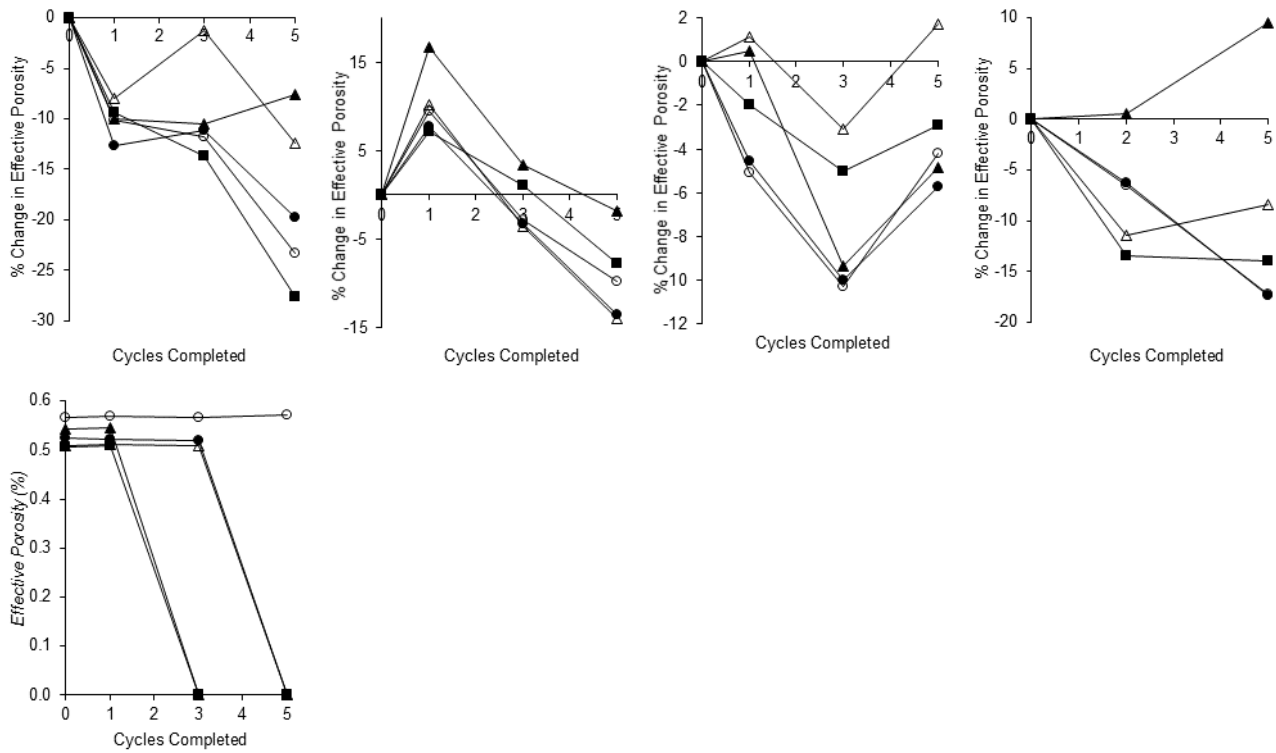 % Change in Effective Porosity
0
-5
-10
-15
-20
-25
-30
0 1 2 3 4 5
Cycles Completed
% Change in Effective Porosity
15
5
-5
-15
0 1 2 3 4 5
Cycles Completed
% Change in Effective Porosity
2
0
-2
-4
-6
-8
-10
-12
0 1 2 3 4 5
Cycles Completed
% Change in Effective Porosity
10
5
0
-5
-10
-15
-20
0 1 2 3 4 5
Cycles Completed
Effective Porosity (%)
0.6
0.5
0.4
0.3
0.2
0.1
0.0
0 1 2 3 4 5
Cycles Completed